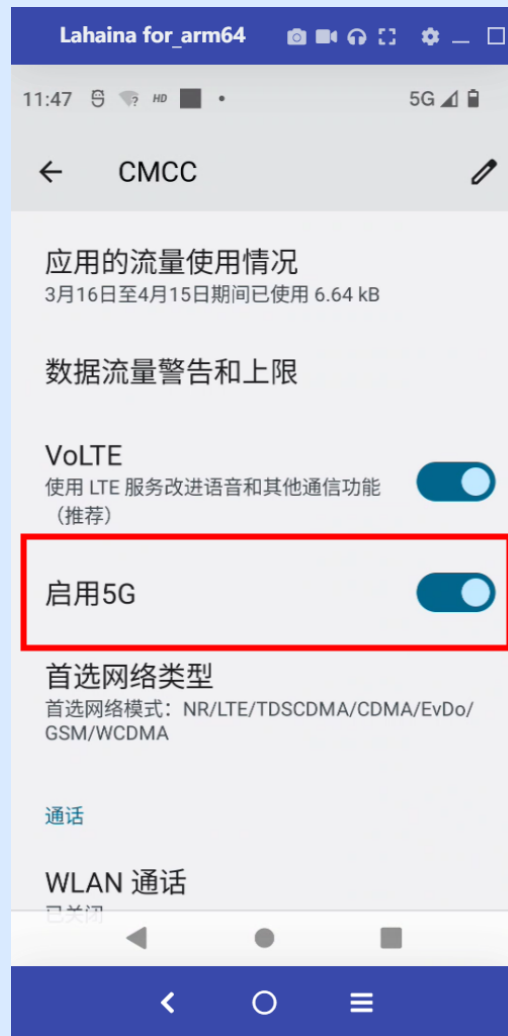 Lahaina for_arm64
11:47 HD 5G
CMCC
应用的流量使用情况
3月16日至4月15日期间已使用 6.64 kB
数据流量警告和上限
VoLTE
使用 LTE 服务改进语音和其他通信功能
（推荐）
启用5G
首选网络类型
首选网络模式：NR/LTE/TDSCDMA/CDMA/EvDo/
GSM/WCDMA
通话
WLAN 通话
已关闭